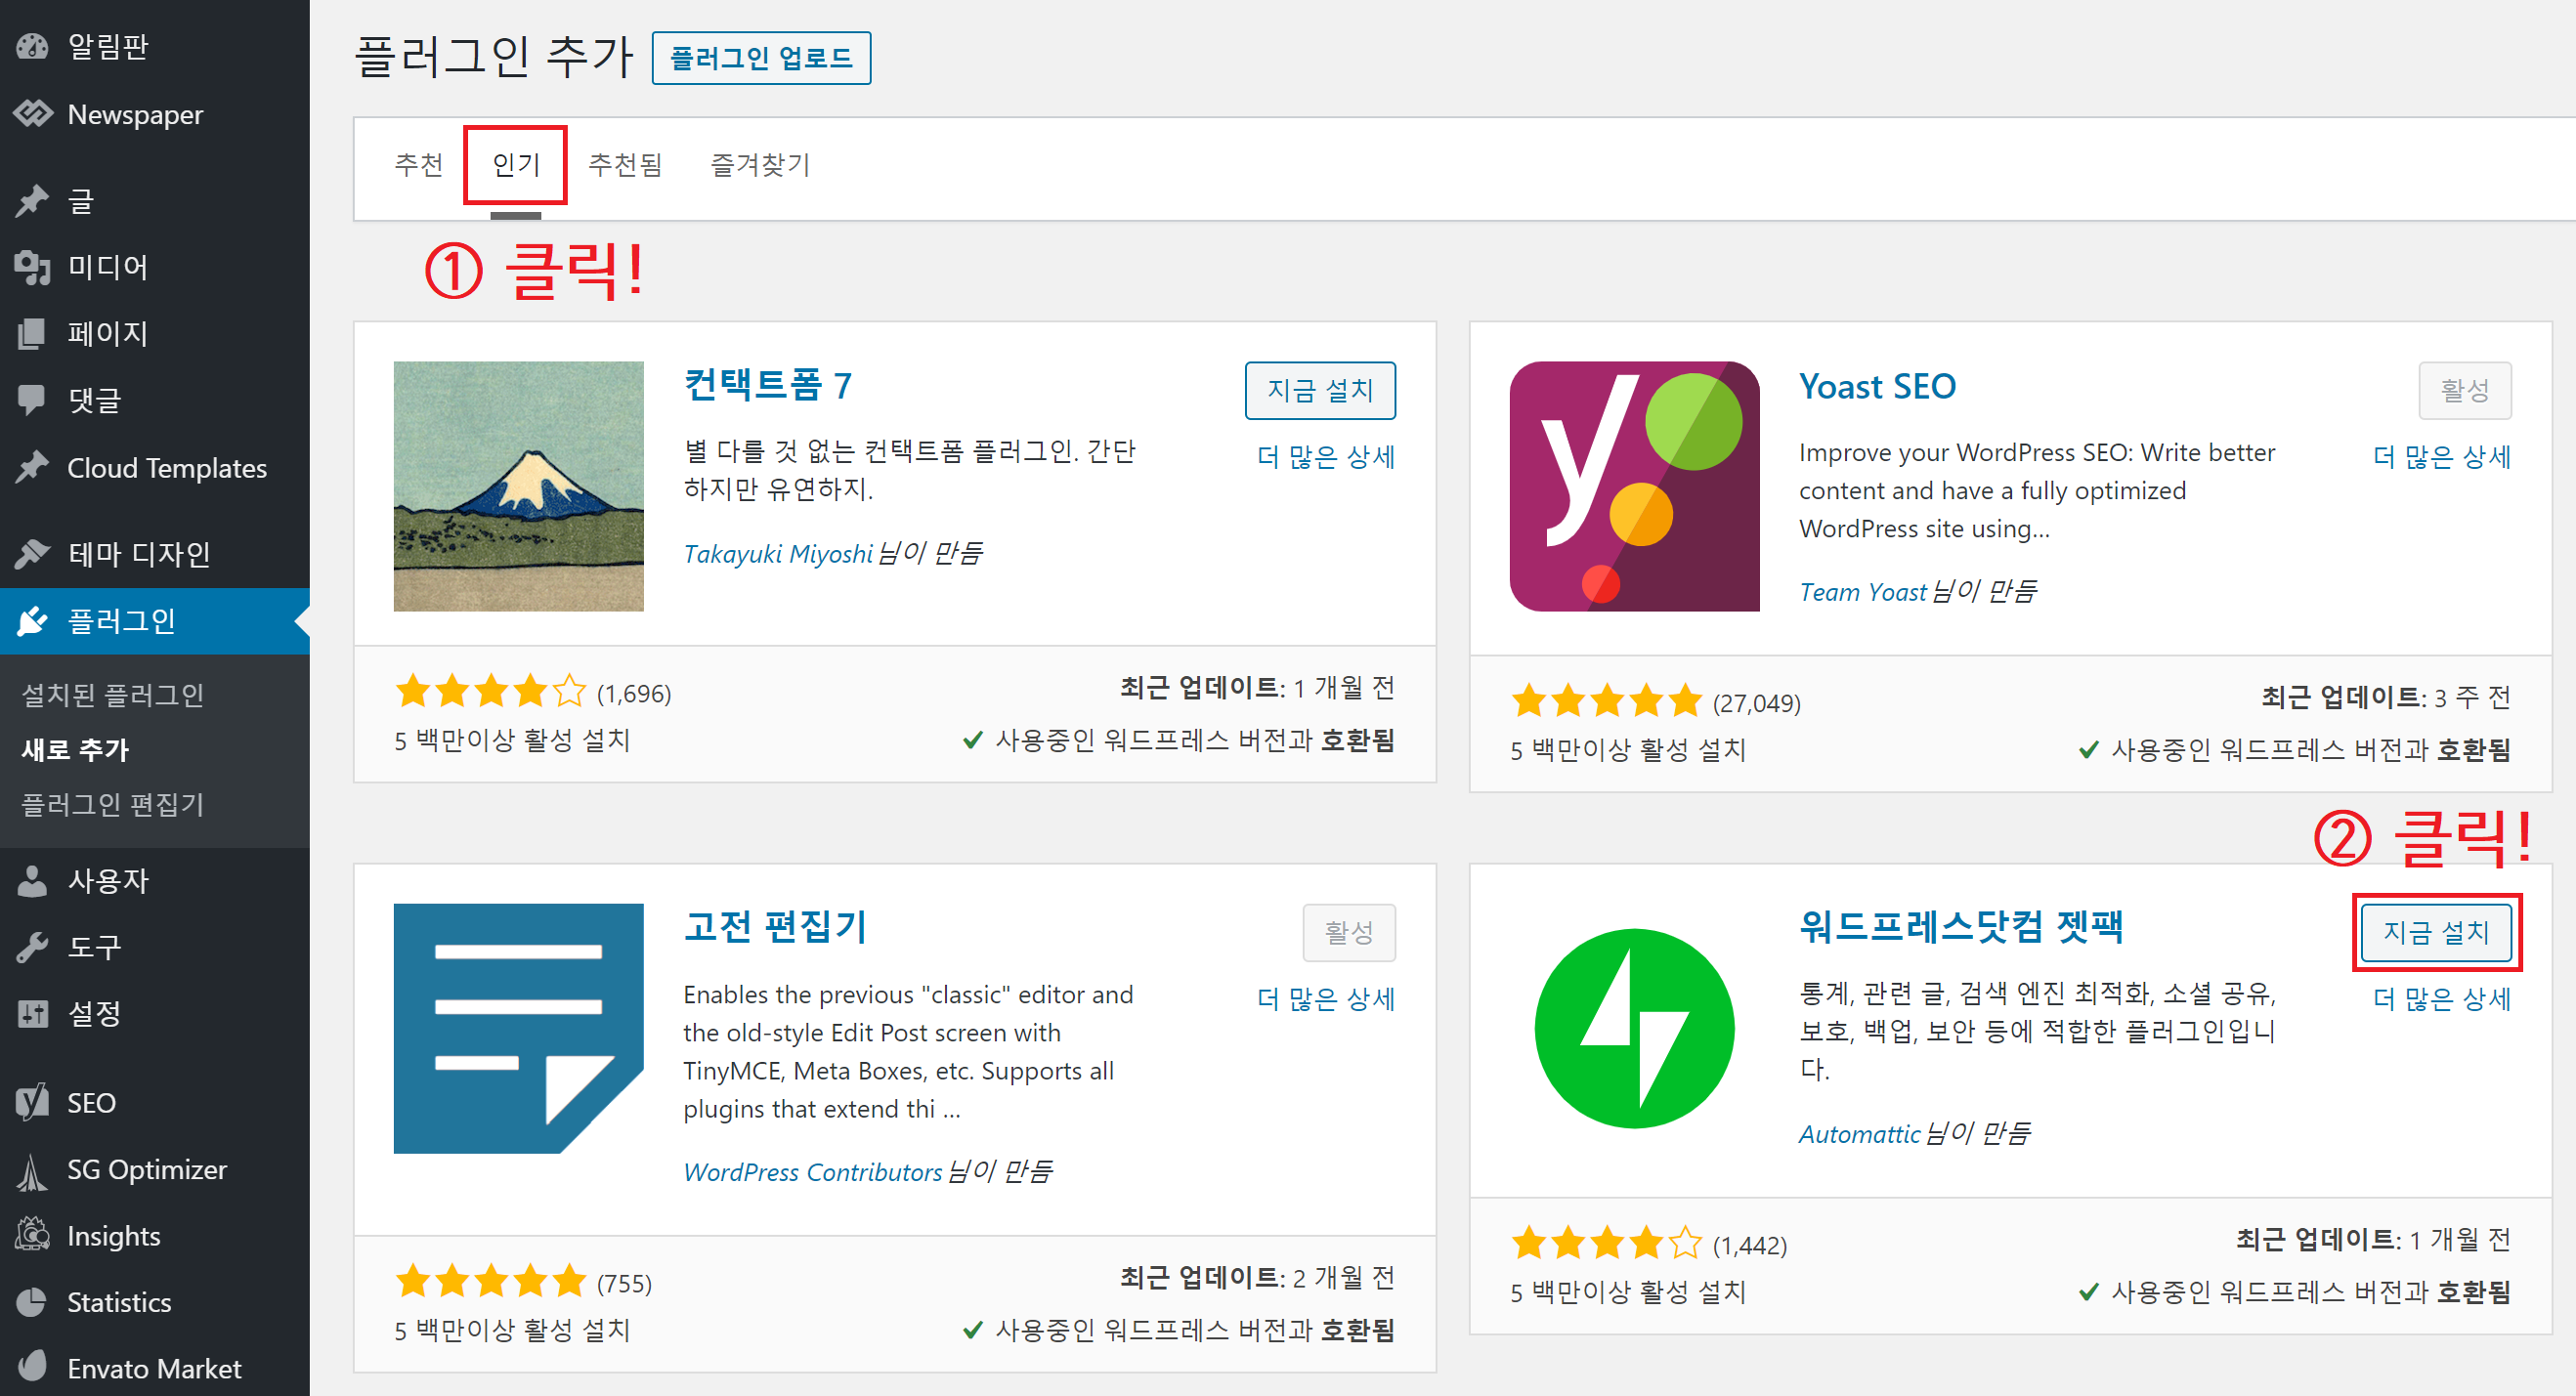 알림판
Newspaper
글
미디어
페이지
댓글
Cloud Templates
테마 디자인
플러그인
설치된 플러그인
새로 추가
플러그인 편집기
사용자
도구
설정
SEO
SG Optimizer
Insights
Statistics
Envato Market
플러그인 추가 플러그인 업로드
추천 인기 추천됨 즐겨찾기
① 클릭!
컨택트폼 7
지금 설치
더 많은 상세
별 다를 것 없는 컨택트폼 플러그인. 간단
하지만 유연하지.
Takayuki Miyoshi 님이 만듬
(1,696)
최근 업데이트: 1 개월 전
5 백만이상 활성 설치
사용중인 워드프레스 버전과 호환됨
Yoast SEO
활성
더 많은 상세
Improve your WordPress SEO: Write better
content and have a fully optimized
WordPress site using...
Team Yoast 님이 만듬
(27,049)
최근 업데이트: 3 주 전
5 백만이상 활성 설치
사용중인 워드프레스 버전과 호환됨
② 클릭!
고전 편집기
활성
더 많은 상세
Enables the previous "classic" editor and
the old-style Edit Post screen with
TinyMCE, Meta Boxes, etc. Supports all
plugins that extend thi ...
WordPress Contributors 님이 만듬
(755)
최근 업데이트: 2 개월 전
5 백만이상 활성 설치
사용중인 워드프레스 버전과 호환됨
워드프레스닷컴 젯팩
지금 설치
더 많은 상세
통계, 관련 글, 검색 엔진 최적화, 소셜 공유,
보호, 백업, 보안 등에 적합한 플러그인입니
다.
Automattic 님이 만듬
(1,442)
최근 업데이트: 1 개월 전
5 백만이상 활성 설치
사용중인 워드프레스 버전과 호환됨